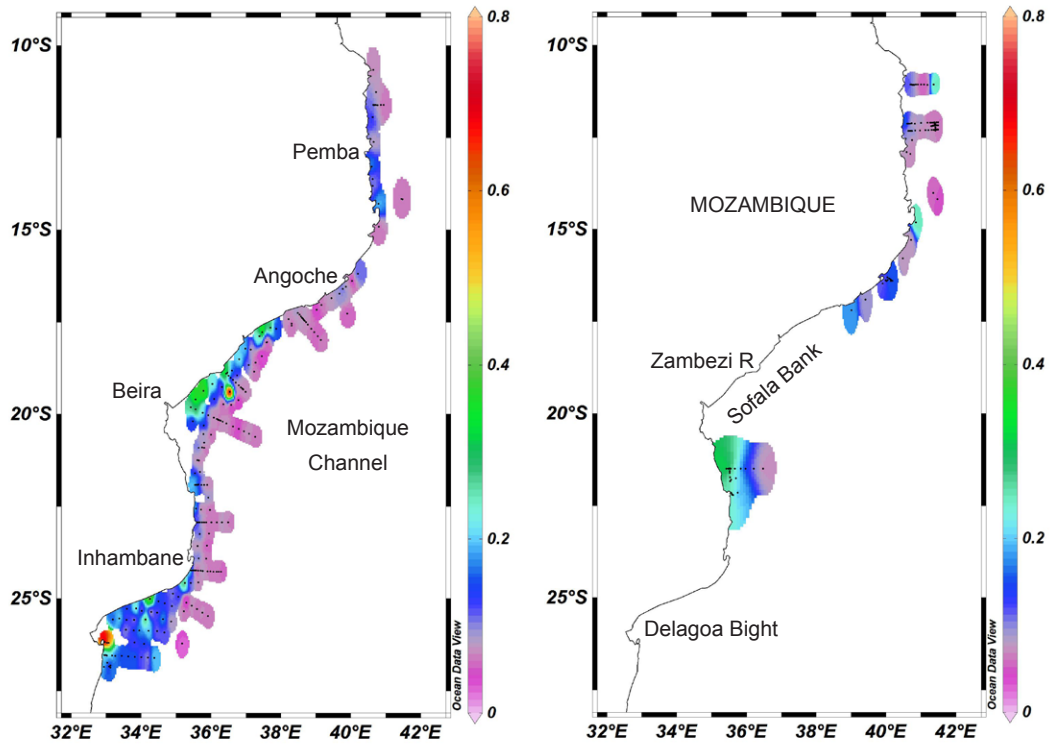 10°S
15°S
20°S
25°S
32°E 34°E 36°E 38°E 40°E 42°E
Pemba
Angoche
Beira
Mozambique
Channel
Inhambane
0.8
0.6
0.4
0.2
0
Ocean Data View
10°S
15°S
20°S
25°S
32°E 34°E 36°E 38°E 40°E 42°E
MOZAMBIQUE
Zambezi R
Sofala Bank
Delagoa Bight
0.8
0.6
0.4
0.2
0
Ocean Data View